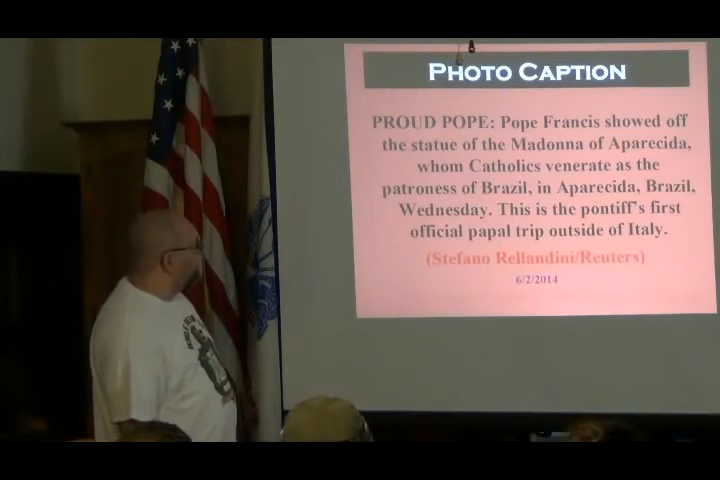 PHOTO CAPTION
PROUD POPE: Pope Francis showed off
the statue of the Madonna of Aparecida,
whom Catholics venerate as the
patroness of Brazil, in Aparecida, Brazil,
Wednesday. This is the pontiff's first
official papal trip outside of Italy.
(Stefano Rellandini/Reuters)
6/2/2014